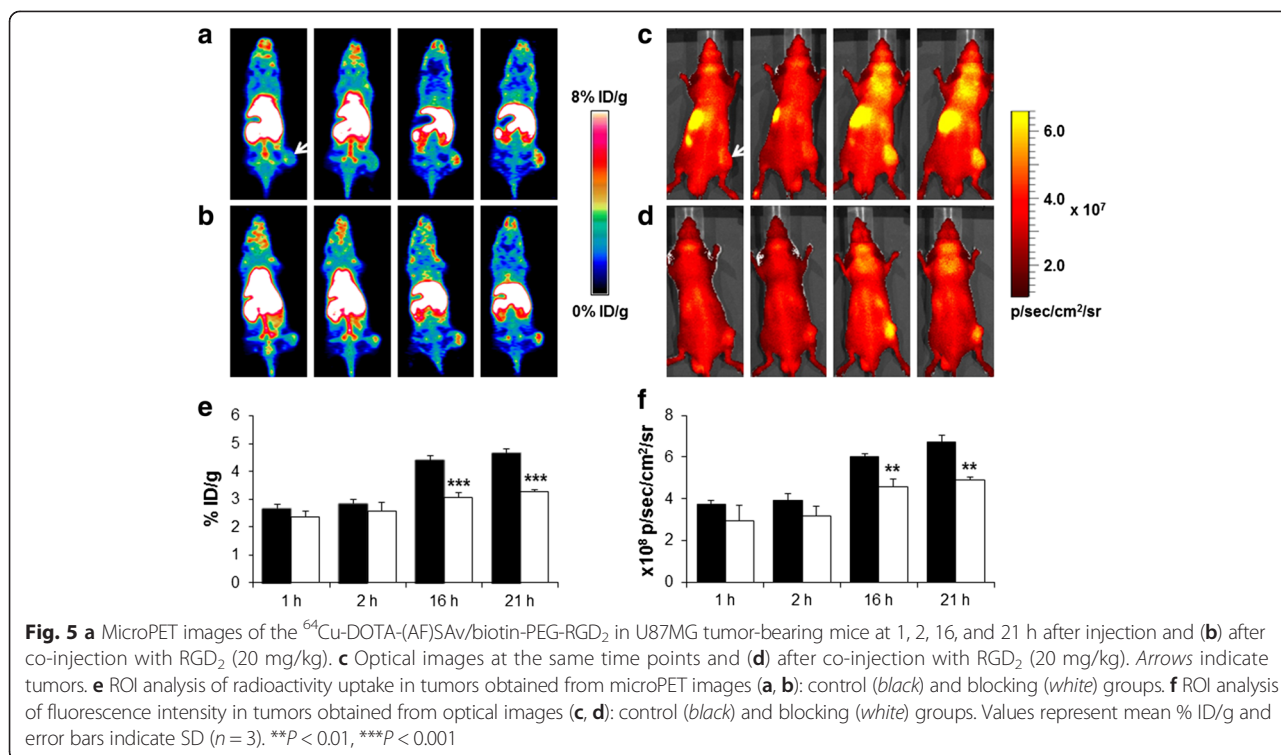 a
8% ID/g
0% ID/g
b
c
6.0
4.0
x 10⁷
2.0
p/sec/cm²/sr
d
e
6
5
4
3
2
1
0
% ID/g
***
***
1 h
2 h
16 h
21 h
f
8
6
4
2
0
x10⁸ p/sec/cm²/sr
**
**
1 h
2 h
16 h
21 h
Fig. 5 a MicroPET images of the ⁶⁴Cu-DOTA-(AF)SAv/biotin-PEG-RGD₂ in U87MG tumor-bearing mice at 1, 2, 16, and 21 h after injection and (b) after
co-injection with RGD₂ (20 mg/kg). c Optical images at the same time points and (d) after co-injection with RGD₂ (20 mg/kg). Arrows indicate
tumors. e ROI analysis of radioactivity uptake in tumors obtained from microPET images (a, b): control (black) and blocking (white) groups. f ROI analysis
of fluorescence intensity in tumors obtained from optical images (c, d): control (black) and blocking (white) groups. Values represent mean % ID/g and
error bars indicate SD (n = 3). **P < 0.01, ***P < 0.001